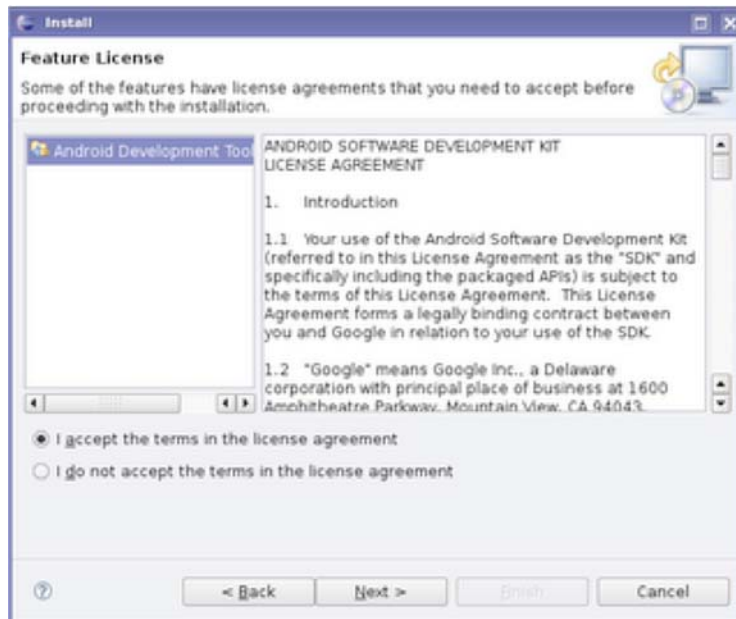 Install
Feature License
Some of the features have license agreements that you need to accept before
proceeding with the installation.
Android Development Tool
ANDROID SOFTWARE DEVELOPMENT KIT
LICENSE AGREEMENT
1. Introduction
1.1 Your use of the Android Software Development Kit
(referred to in this License Agreement as the "SDK" and
specifically including the packaged APIs) is subject to
the terms of this License Agreement. This License
Agreement forms a legally binding contract between
you and Google in relation to your use of the SDK.
1.2 "Google" means Google Inc., a Delaware
corporation with principal place of business at 1600
Amphitheatre Parkway, Mountain View, CA 94043,
I accept the terms in the license agreement
I do not accept the terms in the license agreement
?
< Back
Next >
Finish
Cancel